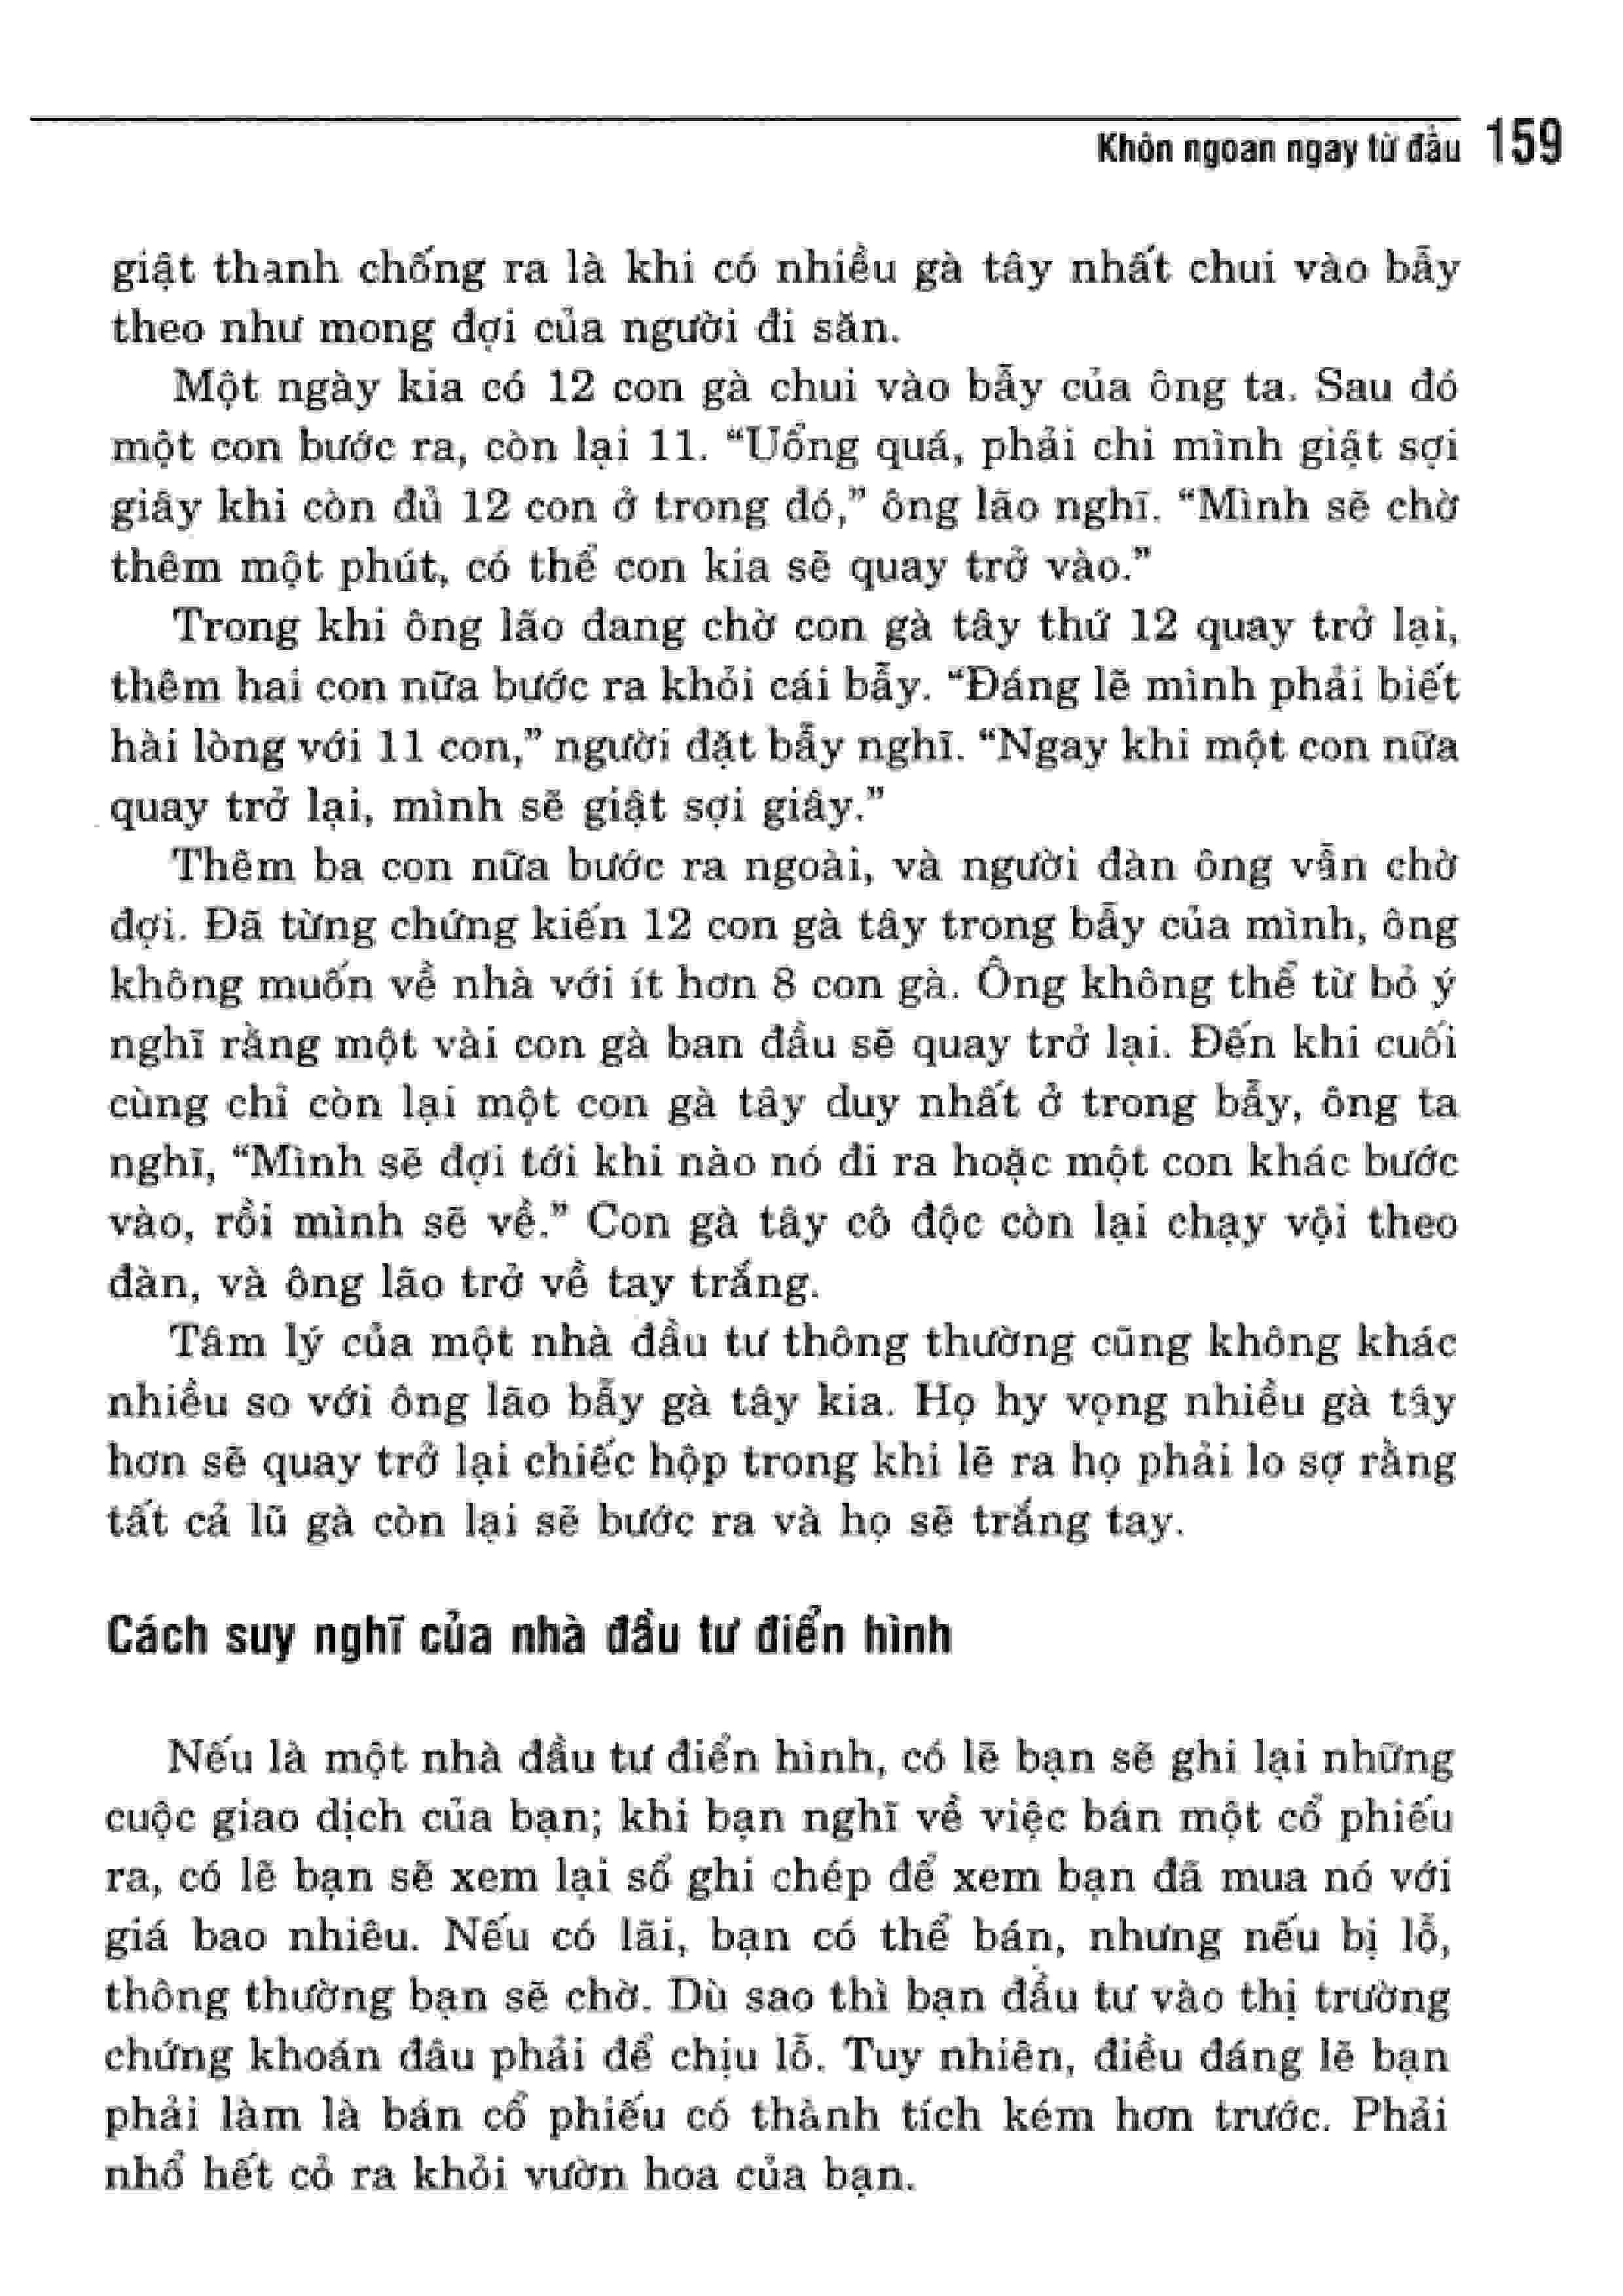 Khôn ngoan ngay từ đầu 159
giật thanh chống ra là khi có nhiều gà tây nhất chui vào bẫy
theo như mong đợi của người đi săn.
Một ngày kia có 12 con gà chui vào bẫy của ông ta. Sau đó
một con bước ra, còn lại 11. “Uổng quá, phải chi mình giật sợi
giây khi còn đủ 12 con ở trong đó,” ông lão nghĩ. “Mình sẽ chờ
thêm một phút, có thể con kia sẽ quay trở vào.”
Trong khi ông lão đang chờ con gà tây thứ 12 quay trở lại,
thêm hai con nữa bước ra khỏi cái bẫy. “Đáng lẽ mình phải biết
hài lòng với 11 con,” người đặt bẫy nghĩ. “Ngay khi một con nữa
quay trở lại, mình sẽ giật sợi giây.”
Thêm ba con nữa bước ra ngoài, và người đàn ông vẫn chờ
đợi. Đã từng chứng kiến 12 con gà tây trong bẫy của mình, ông
không muốn về nhà với ít hơn 8 con gà. Ông không thể từ bỏ ý
nghĩ rằng một vài con gà ban đầu sẽ quay trở lại. Đến khi cuối
cùng chỉ còn lại một con gà tây duy nhất ở trong bẫy, ông ta
nghĩ, “Mình sẽ đợi tới khi nào nó đi ra hoặc một con khác bước
vào, rồi mình sẽ về.” Con gà tây cô độc còn lại chạy vội theo
đàn, và ông lão trở về tay trắng.
Tâm lý của một nhà đầu tư thông thường cũng không khác
nhiều so với ông lão bẫy gà tây kia. Họ hy vọng nhiều gà tây
hơn sẽ quay trở lại chiếc hộp trong khi lẽ ra họ phải lo sợ rằng
tất cả lũ gà còn lại sẽ bước ra và họ sẽ trắng tay.
Cách suy nghĩ của nhà đầu tư điển hình
Nếu là một nhà đầu tư điển hình, có lẽ bạn sẽ ghi lại những
cuộc giao dịch của bạn; khi bạn nghĩ về việc bán một cổ phiếu
ra, có lẽ bạn sẽ xem lại sổ ghi chép để xem bạn đã mua nó với
giá bao nhiêu. Nếu có lãi, bạn có thể bán, nhưng nếu bị lỗ,
thông thường bạn sẽ chờ. Dù sao thì bạn đầu tư vào thị trường
chứng khoán đâu phải để chịu lỗ. Tuy nhiên, điều đáng lẽ bạn
phải làm là bán cổ phiếu có thành tích kém hơn trước. Phải
nhổ hết cỏ ra khỏi vườn hoa của bạn.